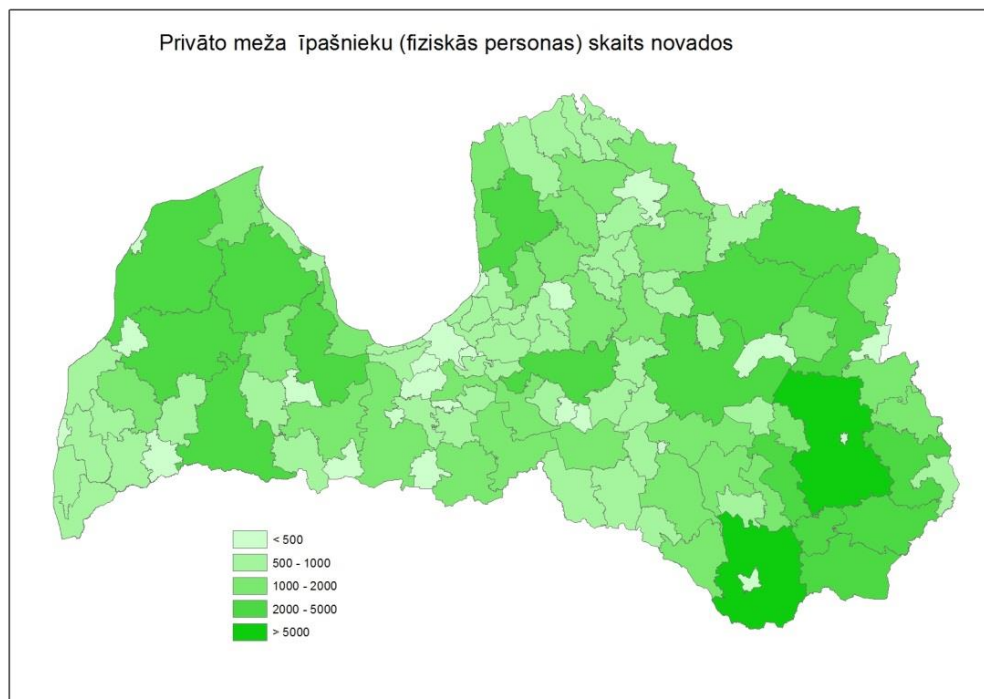 Privāto meža īpašnieku (fiziskās personas) skaits novados
< 500
500 - 1000
1000 - 2000
2000 - 5000
> 5000